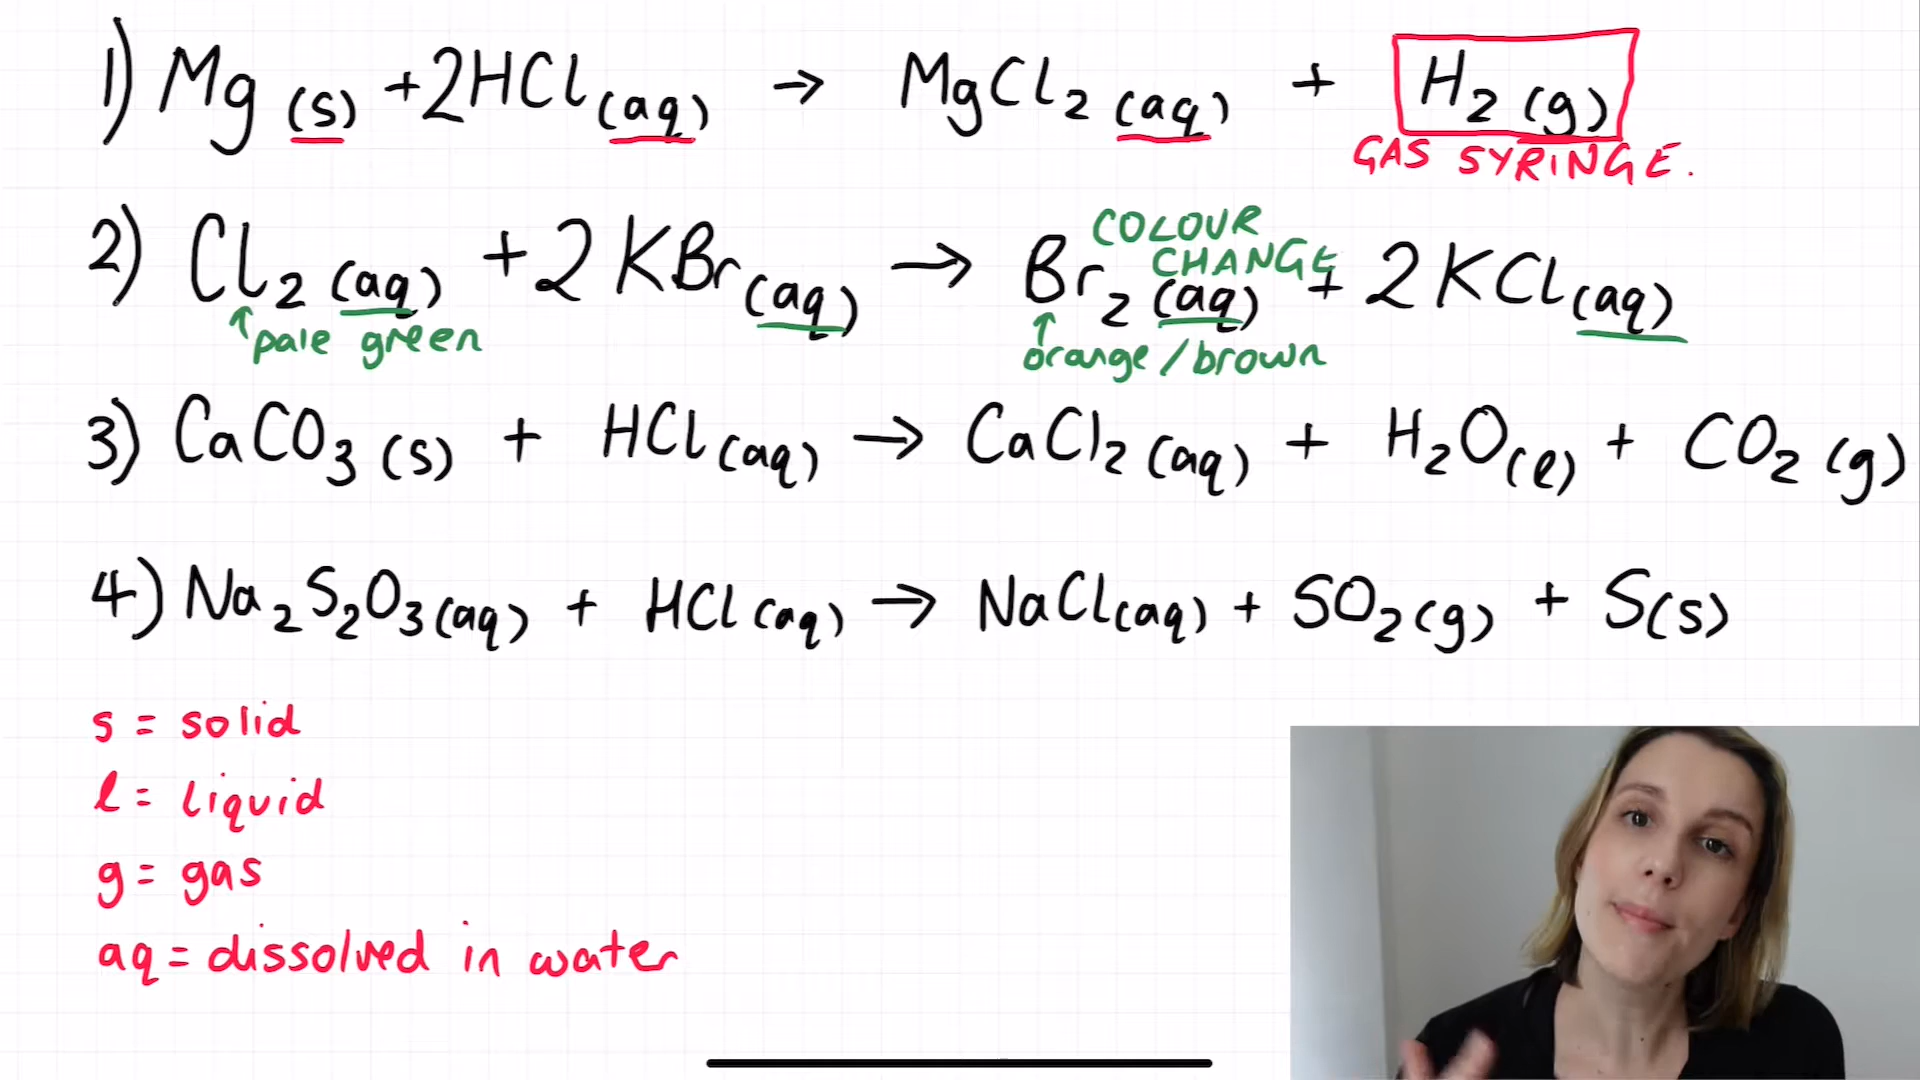 1) Mg (s) + 2HCl (aq) → MgCl₂ (aq) + H₂ (g)
GAS SYRINGE.
2) Cl₂ (aq) + 2KBr (aq) → Br₂ (aq) + 2KCl (aq)
COLOUR
CHANGE
↑ pale green
↑ orange/brown
3) CaCO₃ (s) + HCl (aq) → CaCl₂ (aq) + H₂O (l) + CO₂ (g)
4) Na₂S₂O₃ (aq) + HCl (aq) → NaCl (aq) + SO₂ (g) + S (s)
s = solid
l = liquid
g = gas
aq = dissolved in water